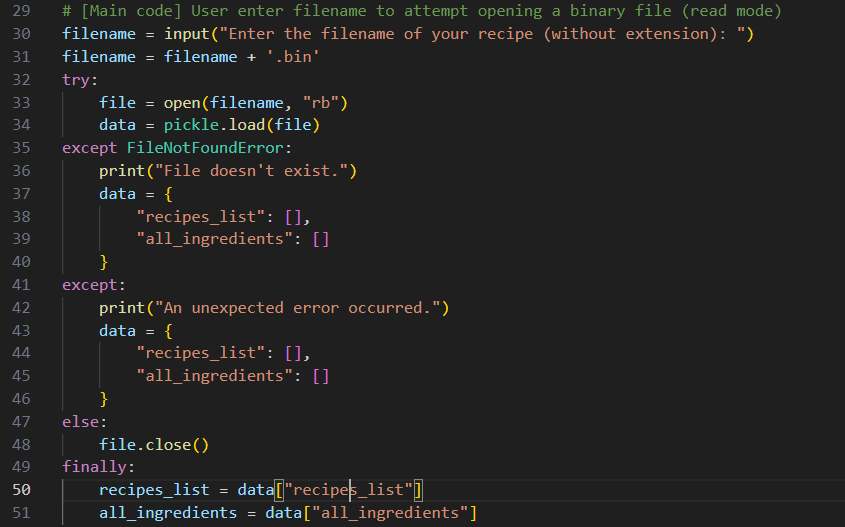 29 # [Main code] User enter filename to attempt opening a binary file (read mode)
30 filename = input("Enter the filename of your recipe (without extension): ")
31 filename = filename + '.bin'
32 try:
33     file = open(filename, "rb")
34     data = pickle.load(file)
35 except FileNotFoundError:
36     print("File doesn't exist.")
37     data = {
38         "recipes_list": [],
39         "all_ingredients": []
40     }
41 except:
42     print("An unexpected error occurred.")
43     data = {
44         "recipes_list": [],
45         "all_ingredients": []
46     }
47 else:
48     file.close()
49 finally:
50     recipes_list = data["recipes_list"]
51     all_ingredients = data["all_ingredients"]